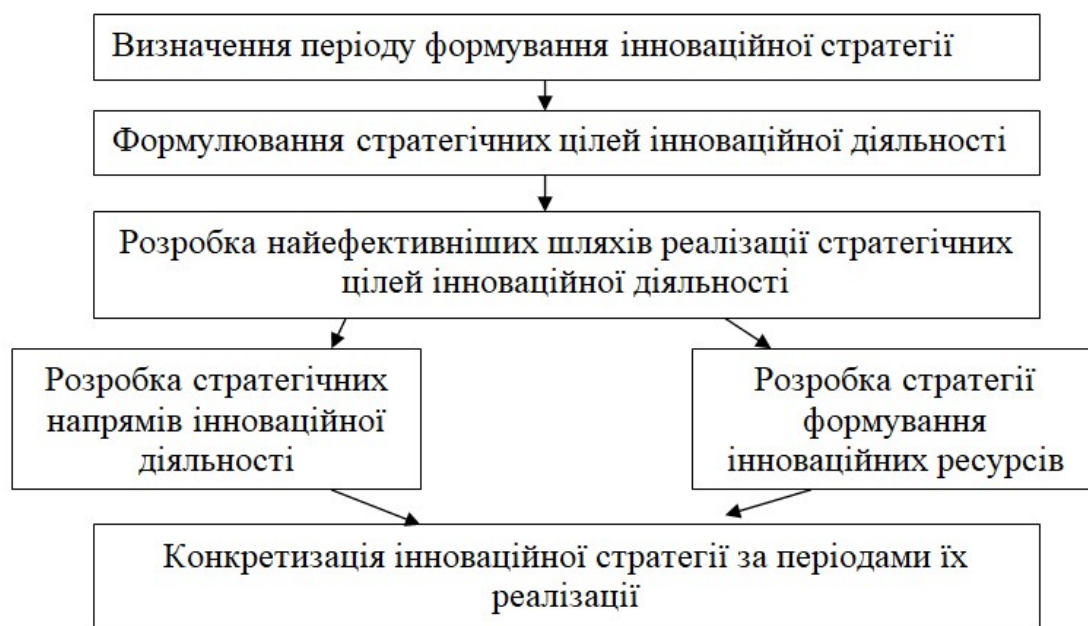 Визначення періоду формування інноваційної стратегії
Формулювання стратегічних цілей інноваційної діяльності
Розробка найефективніших шляхів реалізації стратегічних
цілей інноваційної діяльності
Розробка стратегічних
напрямів інноваційної
діяльності
Розробка стратегії
формування
інноваційних ресурсів
Конкретизація інноваційної стратегії за періодами їх
реалізації